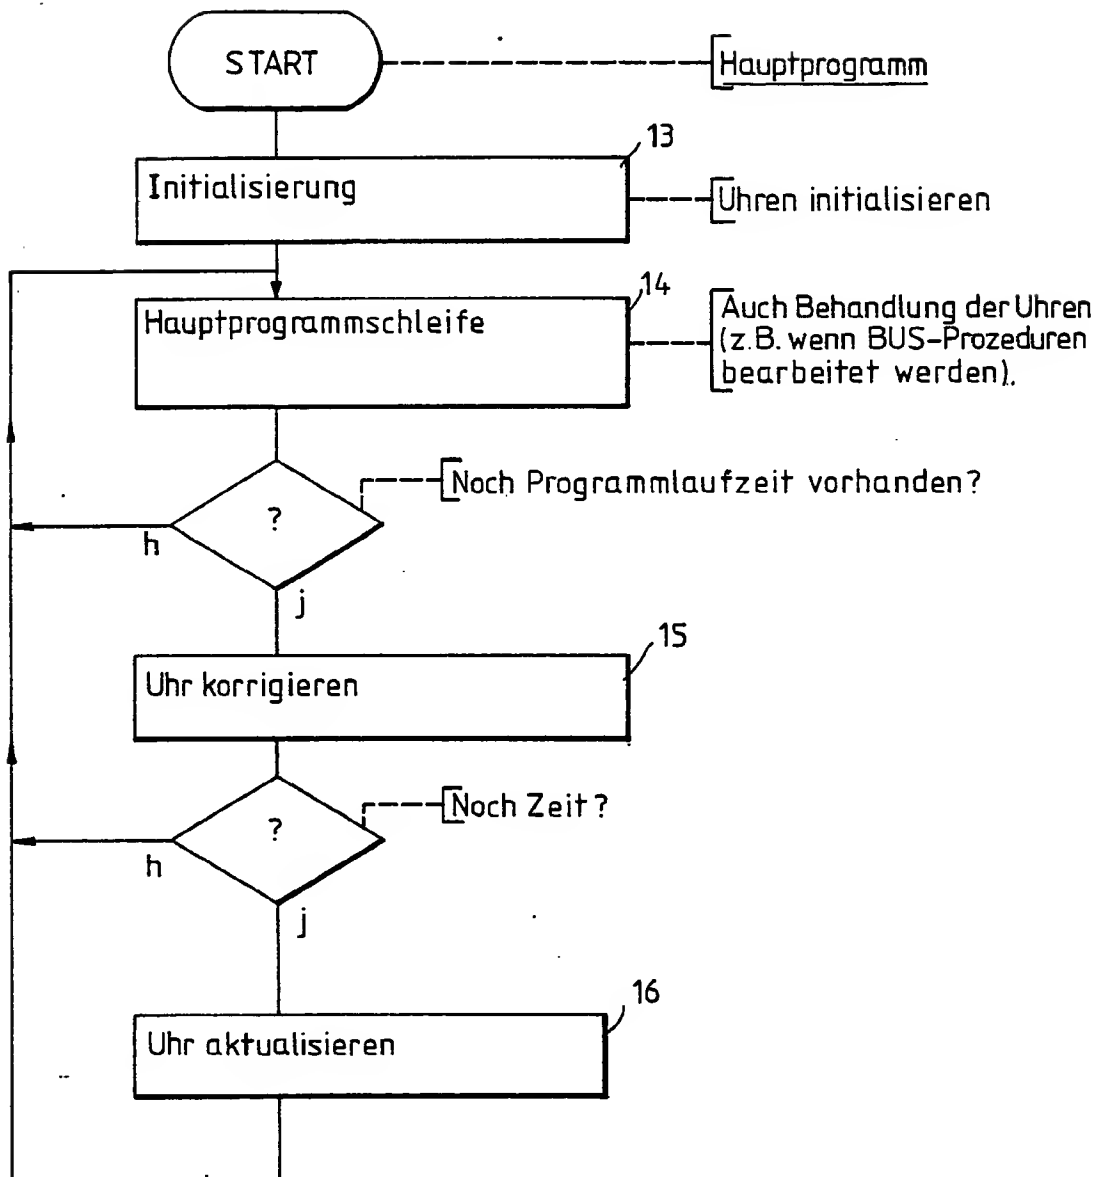 START
Hauptprogramm
13
Initialisierung
Uhren initialisieren
14
Hauptprogrammschleife
Auch Behandlung der Uhren
(z.B. wenn BUS-Prozeduren
bearbeitet werden).
Noch Programmlaufzeit vorhanden?
?
h
j
15
Uhr korrigieren
Noch Zeit?
?
h
j
16
Uhr aktualisieren